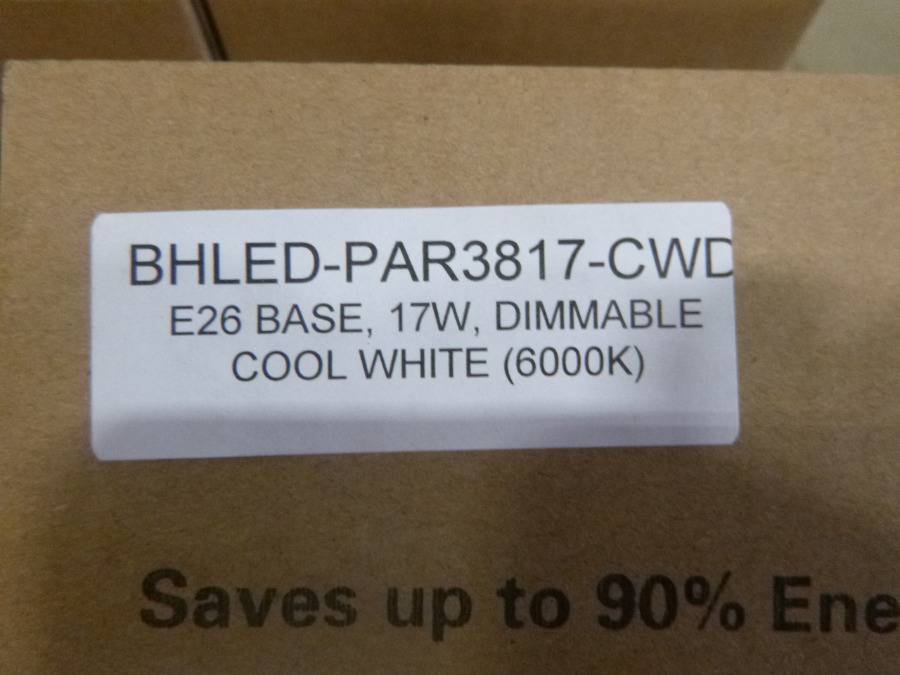 BHLED-PAR3817-CWD
E26 BASE, 17W, DIMMABLE
COOL WHITE (6000K)
Saves up to 90% Ene